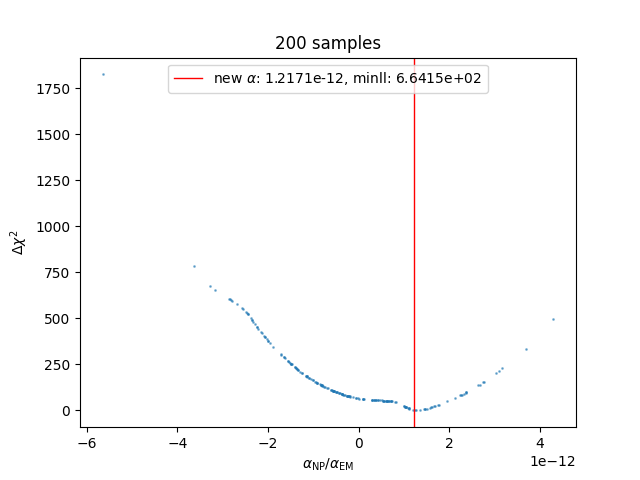 200 samples
new α: 1.2171e-12, minll: 6.6415e+02
Δχ²
1750
1500
1250
1000
750
500
250
0
−6 −4 −2 0 2 4
1e−12
α_NP/α_EM